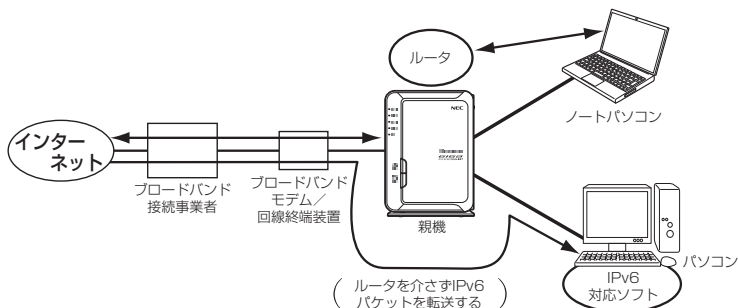 ルータ
ノートパソコン
NEC
インター
ネット
ブロードバンド
接続事業者
ブロードバンド
モデム／
回線終端装置
親機
パソコン
IPv6
対応ソフト
ルータを介さずIPv6
パケットを転送する